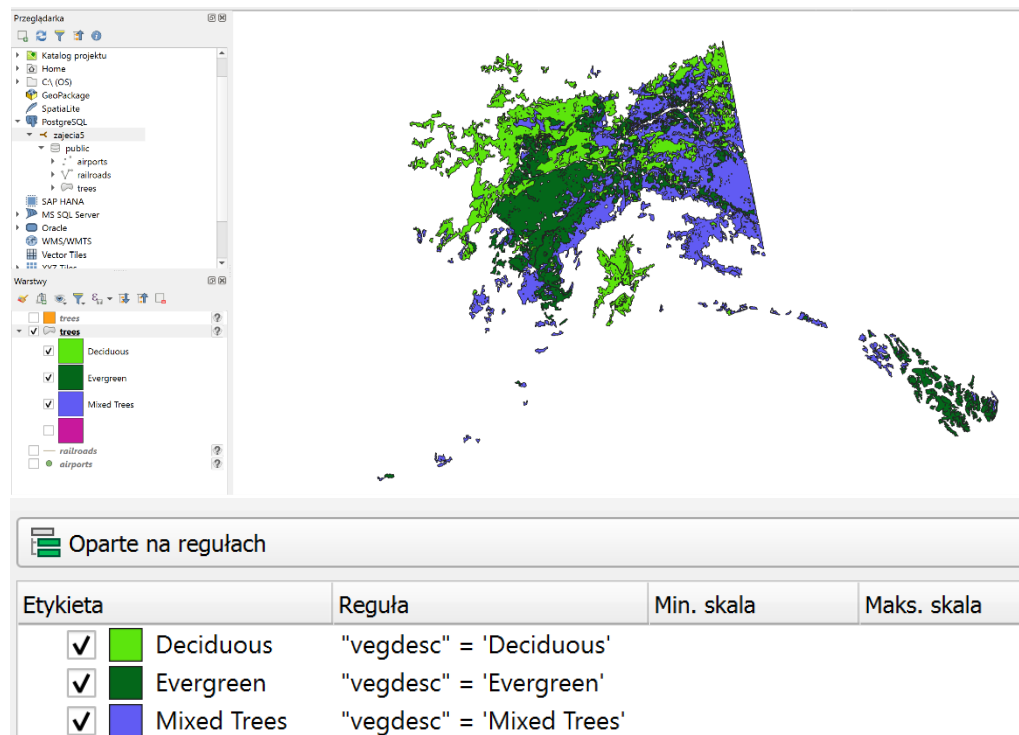 Przeglądarka
Katalog projektu
Home
C:\ (OS)
GeoPackage
SpatiaLite
PostgreSQL
zajecia5
public
airports
railroads
trees
SAP HANA
MS SQL Server
Oracle
WMS/WMTS
Vector Tiles
XYZ Tiles
Warstwy
trees
trees
Deciduous
Evergreen
Mixed Trees
railroads
airports
Oparte na regułach
Etykieta Reguła Min. skala Maks. skala
Deciduous "vegdesc" = 'Deciduous'
Evergreen "vegdesc" = 'Evergreen'
Mixed Trees "vegdesc" = 'Mixed Trees'